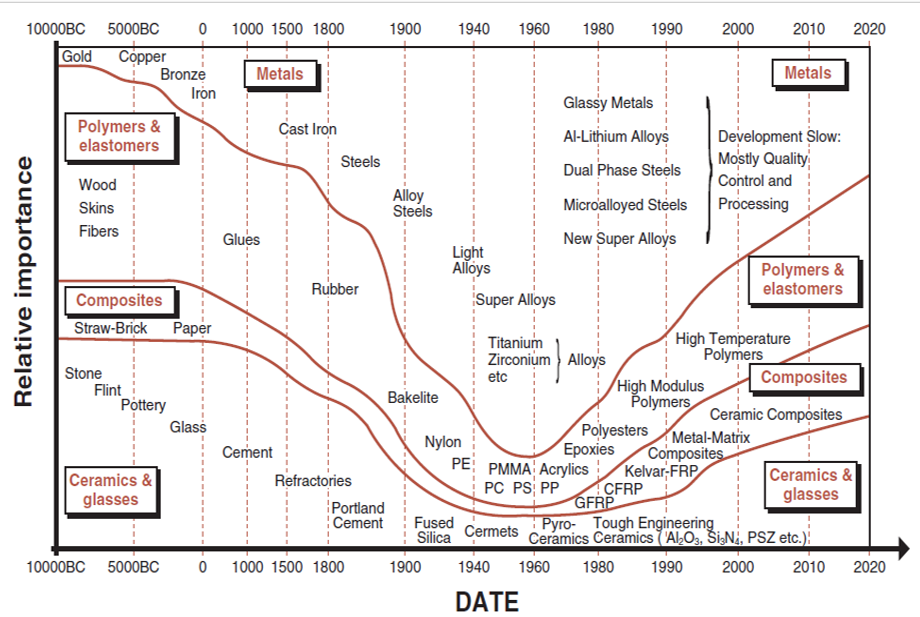 10000BC 5000BC 0 1000 1500 1800 1900 1940 1960 1980 1990 2000 2010 2020
Gold Copper
Bronze
Iron
Metals
Metals
Polymers &
elastomers
Wood
Skins
Fibers
Cast Iron
Steels
Alloy
Steels
Glues
Rubber
Light
Alloys
Super Alloys
Titanium
Zirconium
etc
Alloys
Glassy Metals
Al-Lithium Alloys
Dual Phase Steels
Microalloyed Steels
New Super Alloys
Development Slow:
Mostly Quality
Control and
Processing
Polymers &
elastomers
Composites
Straw-Brick Paper
Stone
Flint
Pottery
Glass
Cement
Refractories
Portland
Cement
Ceramics &
glasses
Bakelite
Nylon
PE
PMMA Acrylics
PC PS PP
Epoxies
Polyesters
High Modulus
Polymers
High Temperature
Polymers
Composites
Ceramic Composites
Metal-Matrix
Composites
Kelvar-FRP
CFRP
GFRP
Ceramics &
glasses
Fused
Silica
Cermets
Pyro-
Ceramics
Tough Engineering
Ceramics ( Al₂O₃, Si₃N₄, PSZ etc.)
Relative importance
10000BC 5000BC 0 1000 1500 1800 1900 1940 1960 1980 1990 2000 2010 2020
DATE